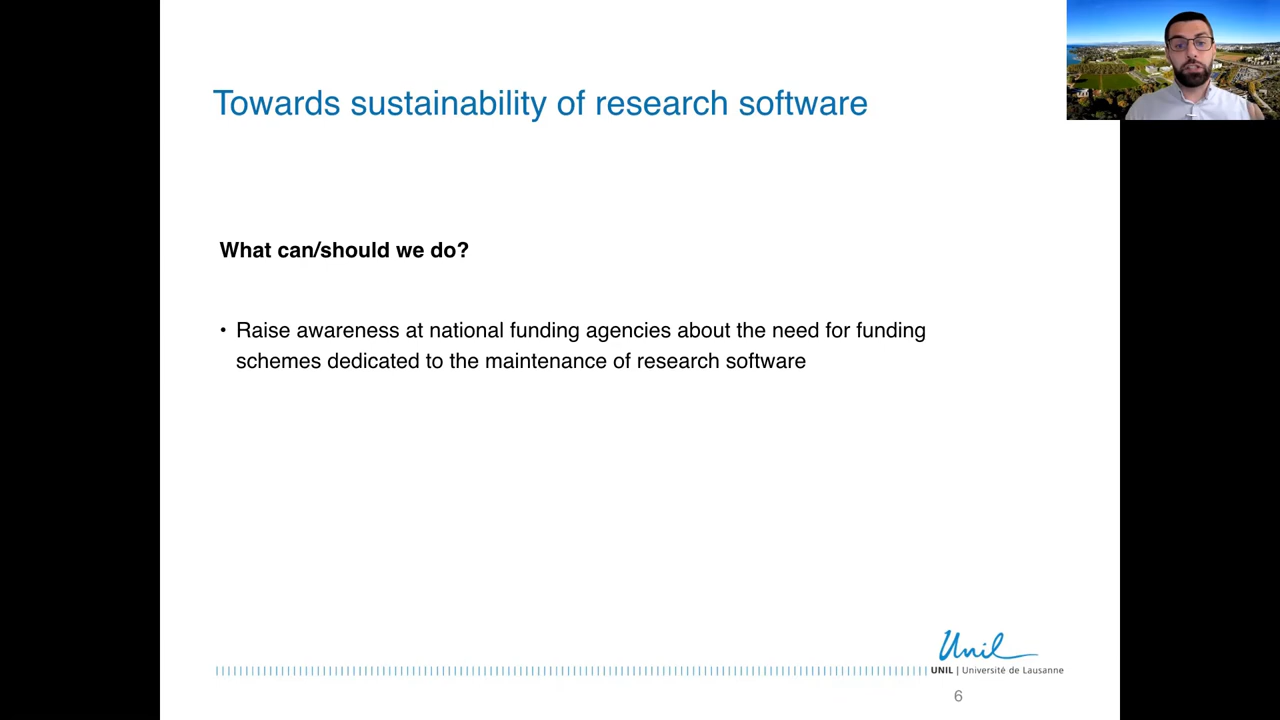 Towards sustainability of research software
What can/should we do?
• Raise awareness at national funding agencies about the need for funding
schemes dedicated to the maintenance of research software
Unil
UNIL | Université de Lausanne
6